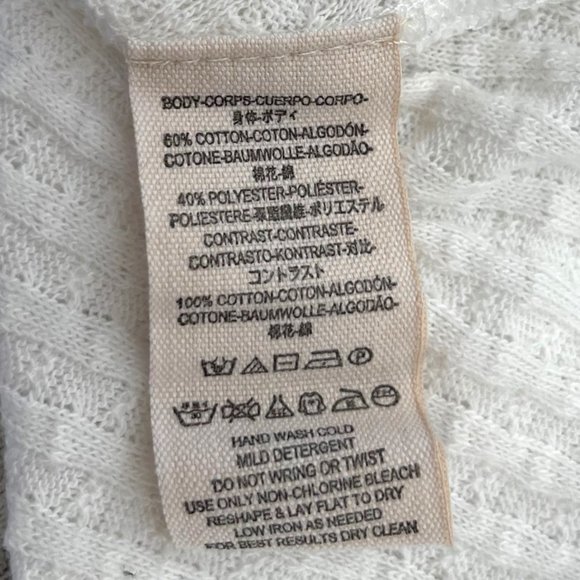 BODY-CORPS-CUERPO-CORPO-
身体-ボディ
60% COTTON-COTON-ALGODÓN-
COTONE-BAUMWOLLE-ALGODÃO-
棉花-綿
40% POLYESTER-POLIÉSTER-
POLIESTERE-聚脂纖維-ポリエステル
CONTRAST-CONTRASTE-
CONTRASTO-KONTRAST-对比-
コントラスト
100% COTTON-COTON-ALGODÓN-
COTONE-BAUMWOLLE-ALGODÃO-
棉花-綿
HAND WASH COLD
MILD DETERGENT
DO NOT WRING OR TWIST
USE ONLY NON-CHLORINE BLEACH
RESHAPE & LAY FLAT TO DRY
LOW IRON AS NEEDED
FOR BEST RESULTS DRY CLEAN